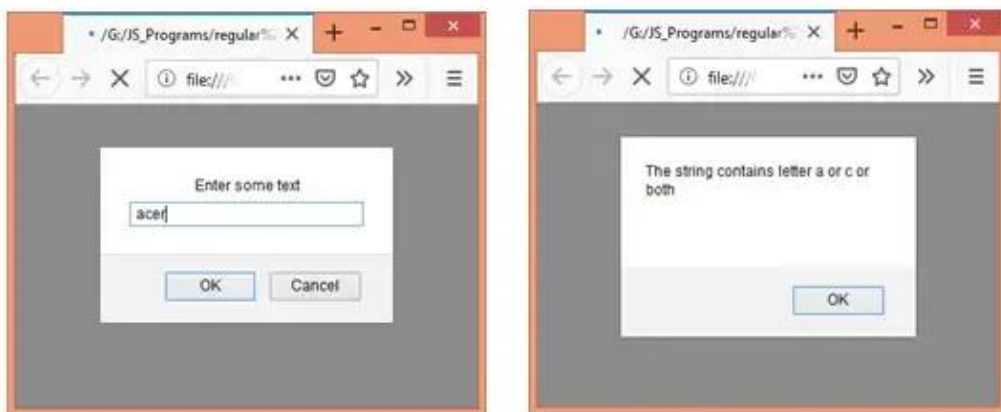 /G:/JS_Programs/regular%
file:///
Enter some text
acer
OK Cancel
/G:/JS_Programs/regular%
file:///
The string contains letter a or c or
both
OK